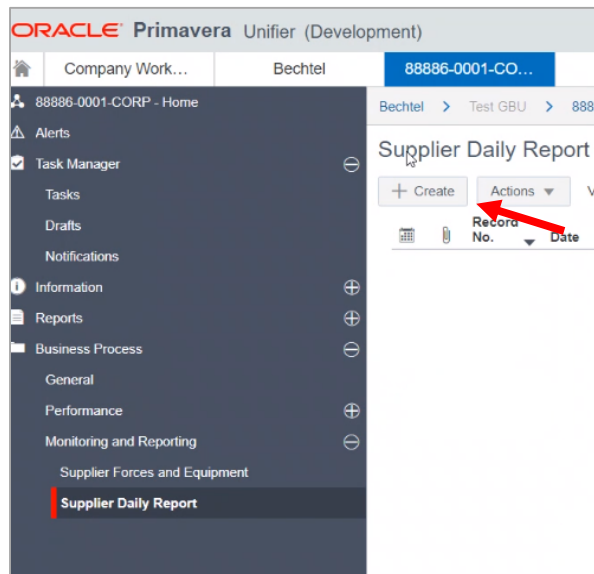 ORACLE Primavera Unifier (Development)
Company Work... Bechtel 88886-0001-CO...
88886-0001-CORP - Home
Alerts
Task Manager
Tasks
Drafts
Notifications
Information
Reports
Business Process
General
Performance
Monitoring and Reporting
Supplier Forces and Equipment
Supplier Daily Report
Bechtel > Test GBU > 888
Supplier Daily Report
+ Create Actions V
Record
No. Date